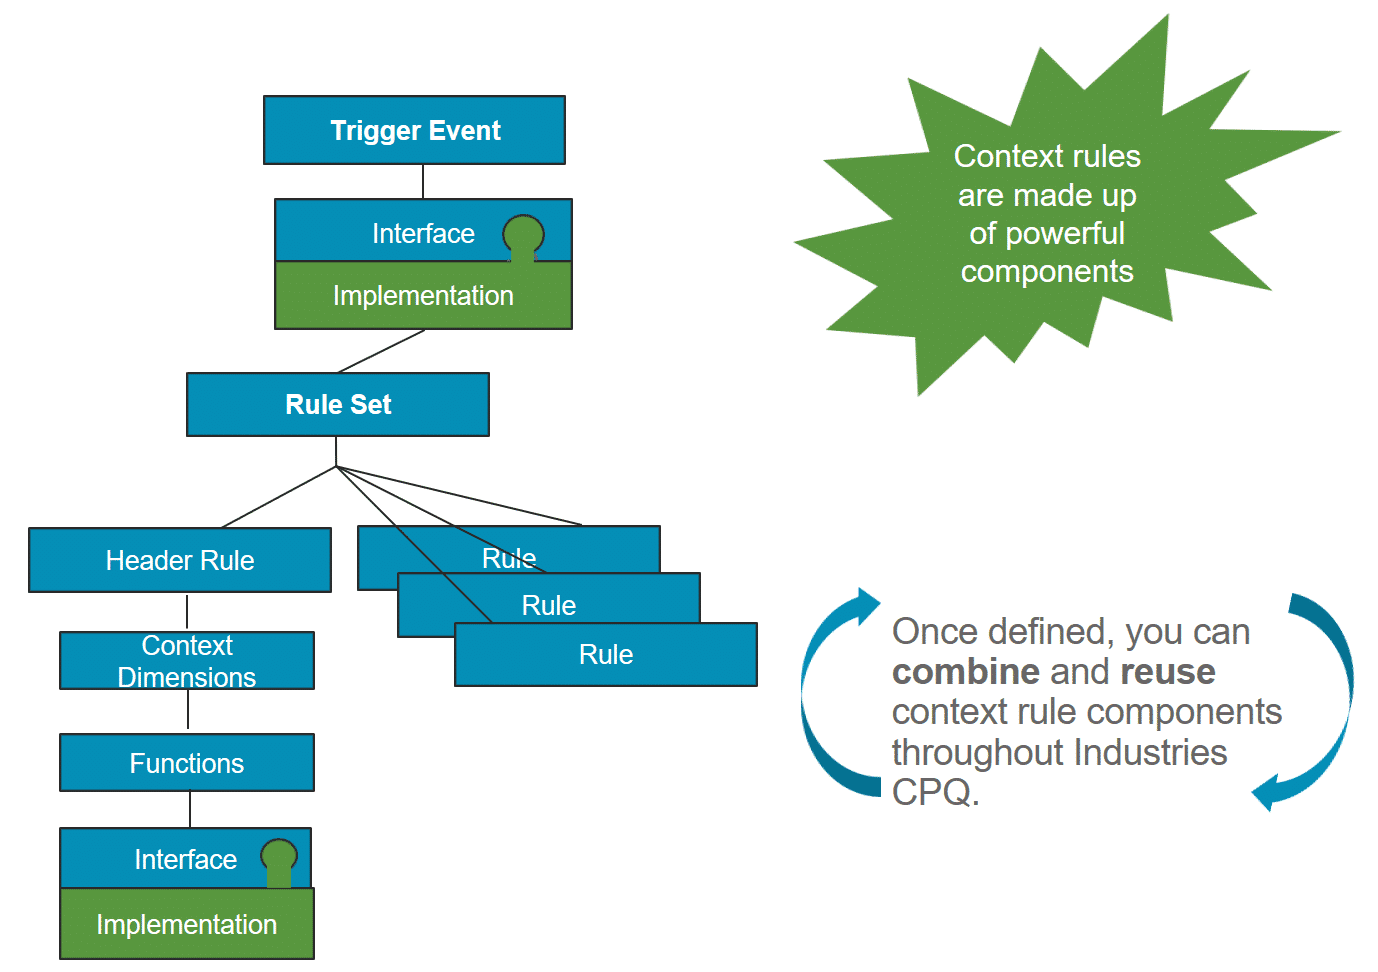 Trigger Event
Interface
Implementation
Rule Set
Header Rule
Context
Dimensions
Functions
Interface
Implementation
Rule
Rule
Rule
Context rules
are made up
of powerful
components
Once defined, you can
combine and reuse
context rule components
throughout Industries
CPQ.